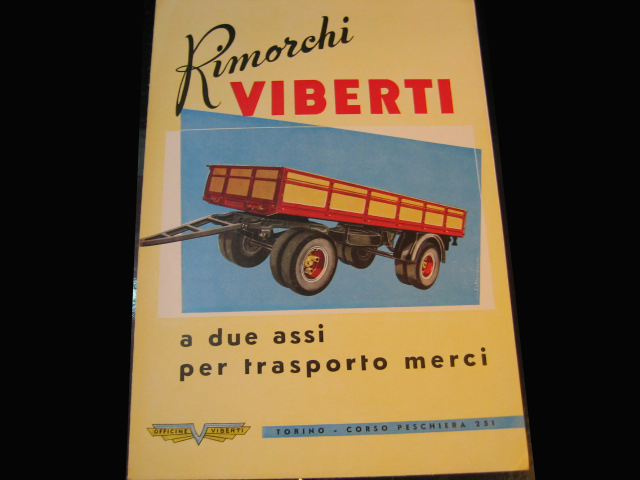 Rimorchi
VIBERTI
a due assi
per trasporto merci
OFFICINE VIBERTI
TORINO - CORSO PESCHIERA 251